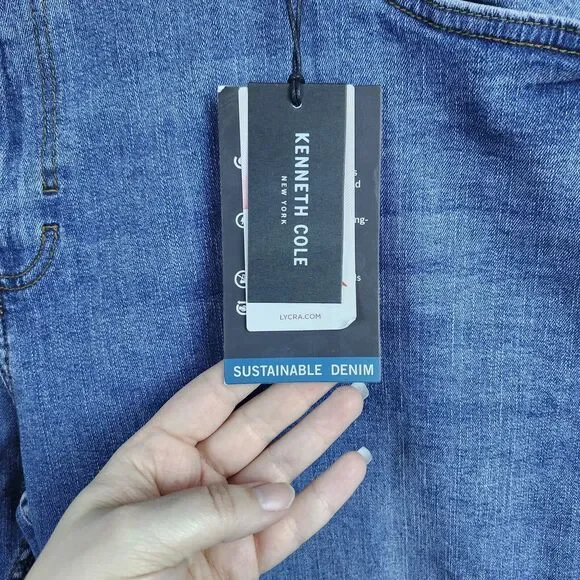 KENNETH COLE
NEW YORK
LYCRA.COM
SUSTAINABLE DENIM